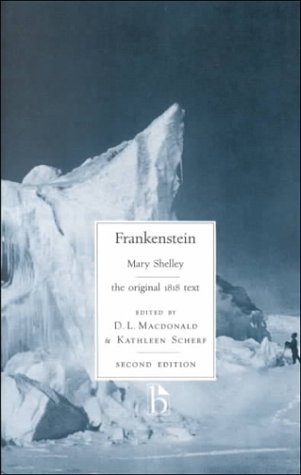 Frankenstein
Mary Shelley
the original 1818 text
EDITED BY
D. L. MACDONALD
& KATHLEEN SCHERF
SECOND EDITION
b